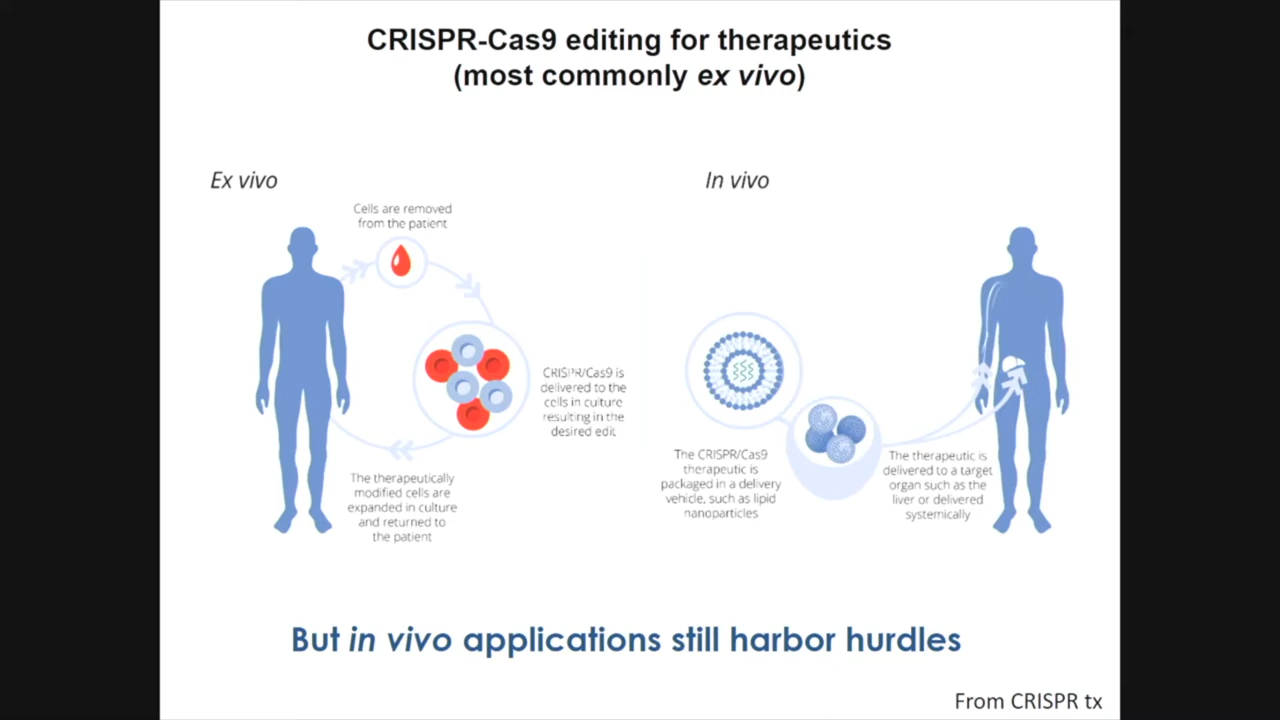 CRISPR-Cas9 editing for therapeutics
(most commonly ex vivo)
Ex vivo
Cells are removed
from the patient
CRISPR/Cas9 is
delivered to the
cells in culture
resulting in the
desired edit
The therapeutically
modified cells are
expanded in culture
and returned to
the patient
In vivo
The CRISPR/Cas9
therapeutic is
packaged in a delivery
vehicle, such as lipid
nanoparticles
The therapeutic is
delivered to a target
organ such as the
liver or delivered
systemically
But in vivo applications still harbor hurdles
From CRISPR tx